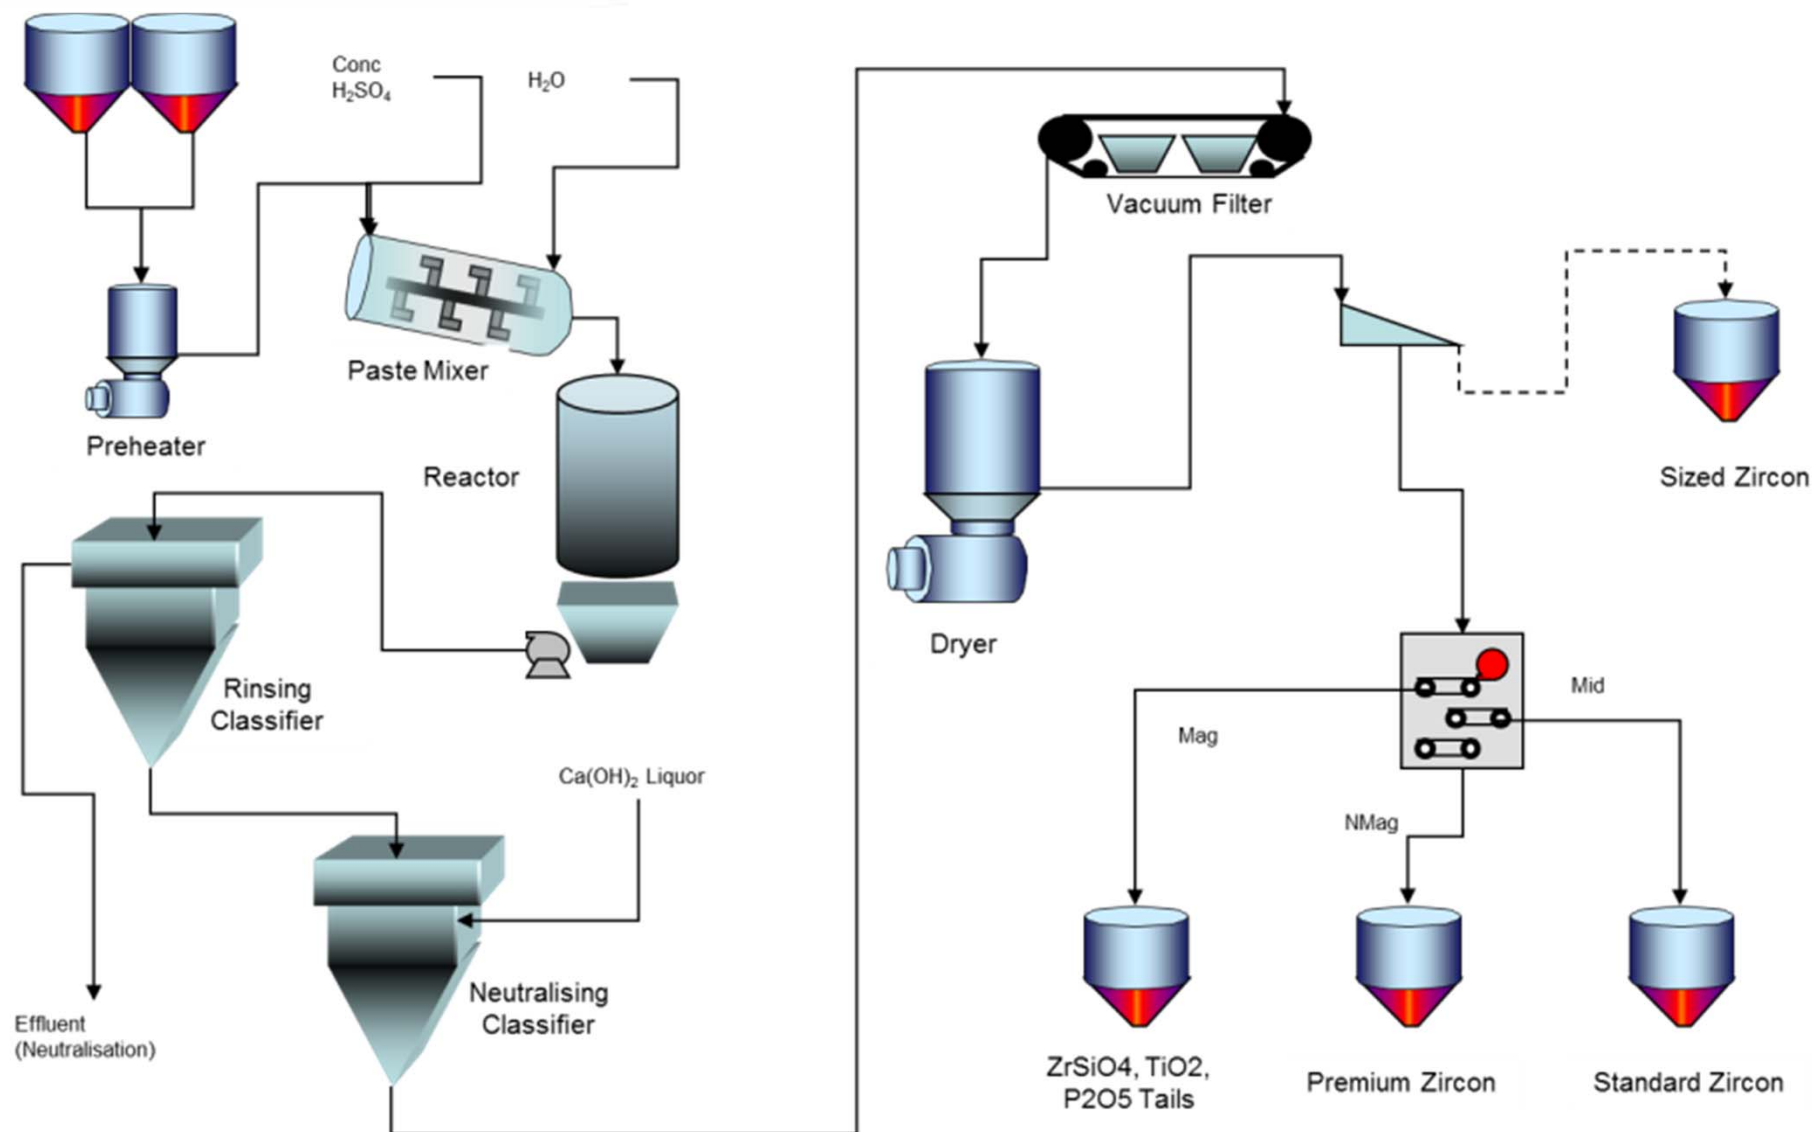 Conc
H₂SO₄
H₂O
Paste Mixer
Preheater
Reactor
Rinsing
Classifier
Ca(OH)₂ Liquor
Neutralising
Classifier
Effluent
(Neutralisation)
Vacuum Filter
Sized Zircon
Dryer
Mid
Mag
NMag
ZrSiO4, TiO2,
P2O5 Tails
Premium Zircon
Standard Zircon